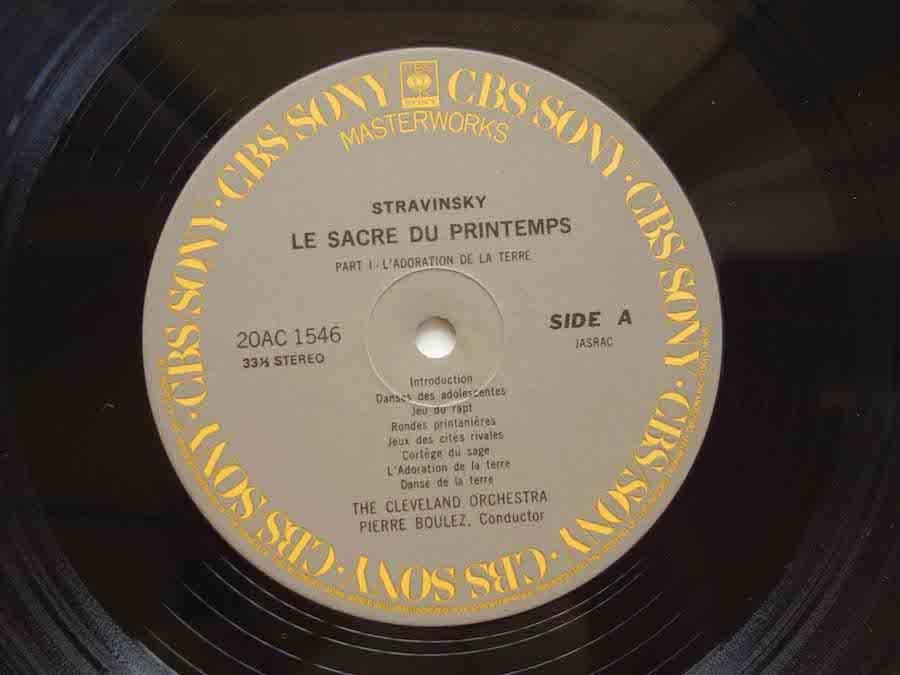 CBS SONY · CBS SONY · CBS/SONY · CBS/SONY · CBS SONY · CBS SONY · CBS SONY · CBS SONY · CBS SONY
MASTERWORKS
STRAVINSKY
LE SACRE DU PRINTEMPS
PART I : L'ADORATION DE LA TERRE
20AC 1546
SIDE A
33⅓ STEREO
JASRAC
Introduction
Danses des adolescentes
Jeu du rapt
Rondes printanières
Jeux des cités rivales
Cortège du sage
L'Adoration de la terre
Danse de la terre
THE CLEVELAND ORCHESTRA
PIERRE BOULEZ, Conductor